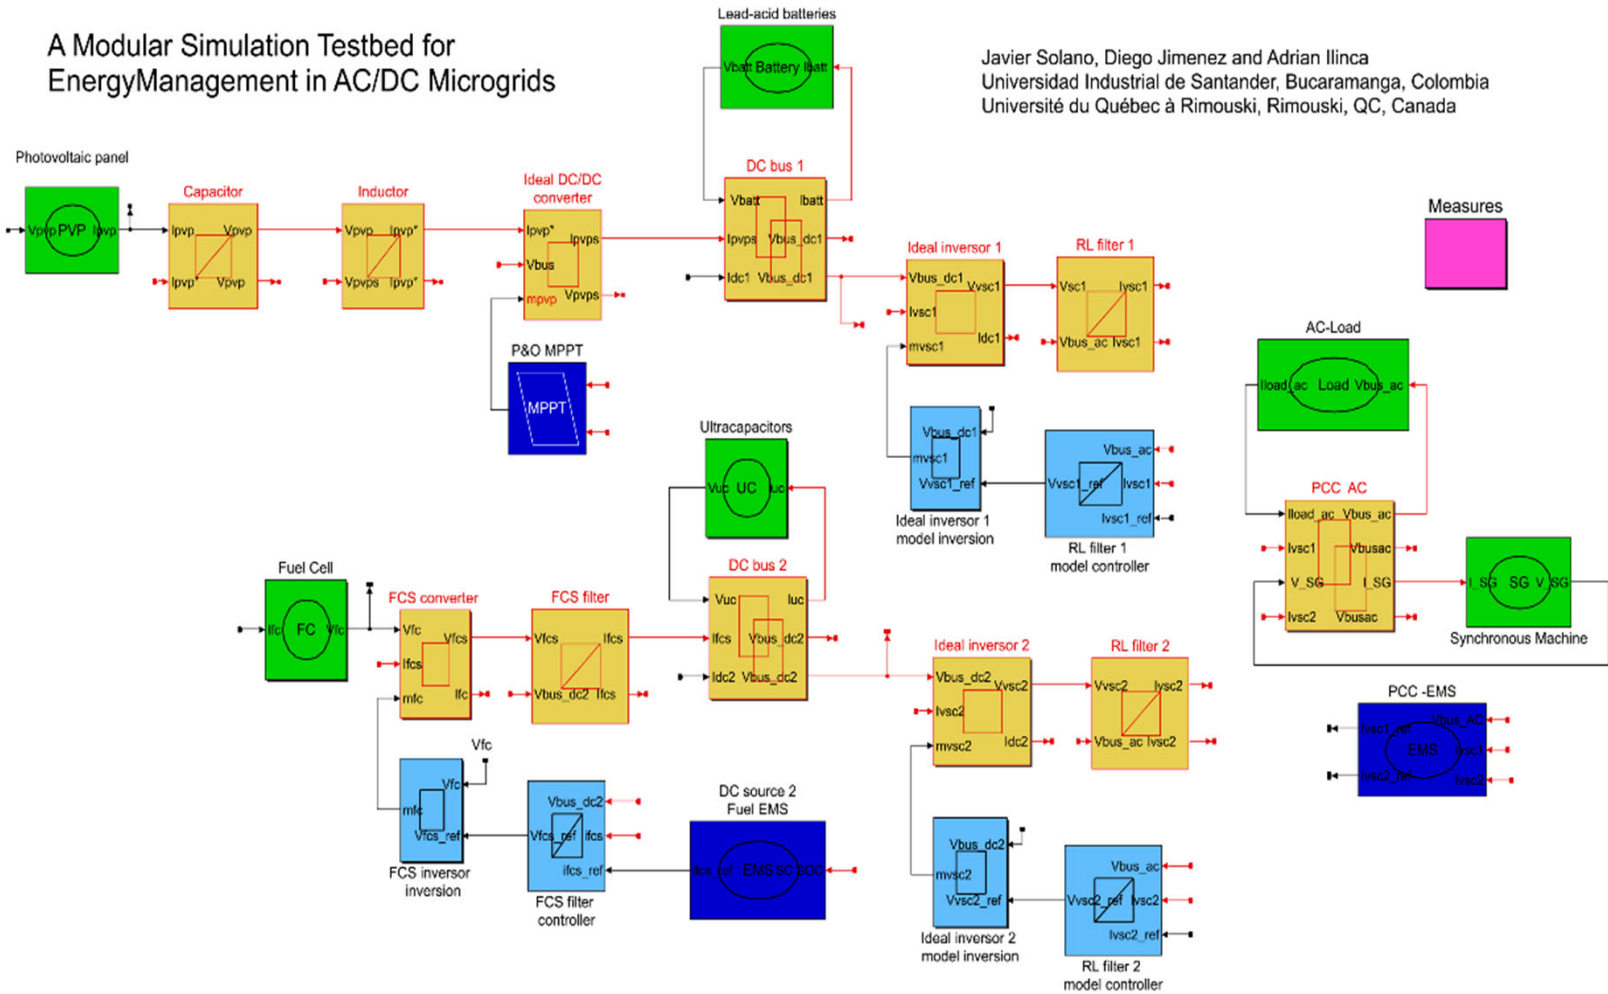 A Modular Simulation Testbed for
EnergyManagement in AC/DC Microgrids
Javier Solano, Diego Jimenez and Adrian Ilinca
Universidad Industrial de Santander, Bucaramanga, Colombia
Université du Québec à Rimouski, Rimouski, QC, Canada
Lead-acid batteries
Vbatt Battery Ibatt
Photovoltaic panel
Vpvp PVP Ipvp
Capacitor
Ipvp Vpvp
Ipvp* Vpvp
Inductor
Vpvp Ipvp*
Vpvps Ipvp*
Ideal DC/DC
converter
Ipvp*
Ipvps
Vbus
mpvp Vpvps
P&O MPPT
MPPT
DC bus 1
Vbatt Ibatt
Ipvps Vbus_dc1
Idc1 Vbus_dc1
Ideal inversor 1
Vbus_dc1
Vvsc1
Ivsc1
Idc1
mvsc1
RL filter 1
Vsc1 Ivsc1
Vbus_ac Ivsc1
Measures
AC-Load
Iload_ac Load Vbus_ac
Vbus_dc1
mvsc1
Vvsc1_ref
Ideal inversor 1
model inversion
Vbus_ac
Vvsc1_ref Ivsc1
Ivsc1_ref
RL filter 1
model controller
Ultracapacitors
Vuc UC Iuc
PCC AC
Iload_ac Vbus_ac
Ivsc1 Vbusac
V_SG I_SG
Ivsc2 Vbusac
I_SG SG V_SG
Synchronous Machine
Fuel Cell
Ifc FC Vfc
FCS converter
Vfc
Vfcs
Ifcs
Ifc
mfc
FCS filter
Vfcs Ifcs
Vbus_dc2 Ifcs
DC bus 2
Vuc Iuc
Ifcs Vbus_dc2
Idc2 Vbus_dc2
Ideal inversor 2
Vbus_dc2
Vvsc2
Ivsc2
Idc2
mvsc2
RL filter 2
Vvsc2 Ivsc2
Vbus_ac Ivsc2
PCC -EMS
Vbus_AC
Ivsc1_ref
EMS Ivsc1
Ivsc2_ref Ivsc2
Vfc
Vfc
mfc
Vfcs_ref
FCS inversor
inversion
Vbus_dc2
Vfcs_ref ifcs
ifcs_ref
FCS filter
controller
DC source 2
Fuel EMS
ifcs_ref EMS SC SOC
Vbus_dc2
mvsc2
Vvsc2_ref
Ideal inversor 2
model inversion
Vbus_ac
Vvsc2_ref Ivsc2
Ivsc2_ref
RL filter 2
model controller